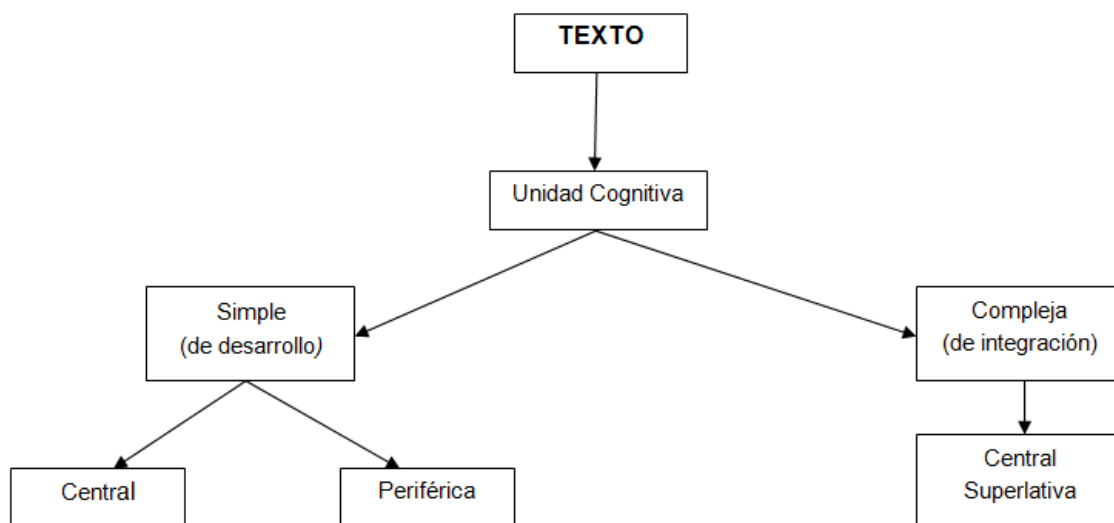 TEXTO
Unidad Cognitiva
Simple
(de desarrollo)
Compleja
(de integración)
Central
Periférica
Central
Superlativa